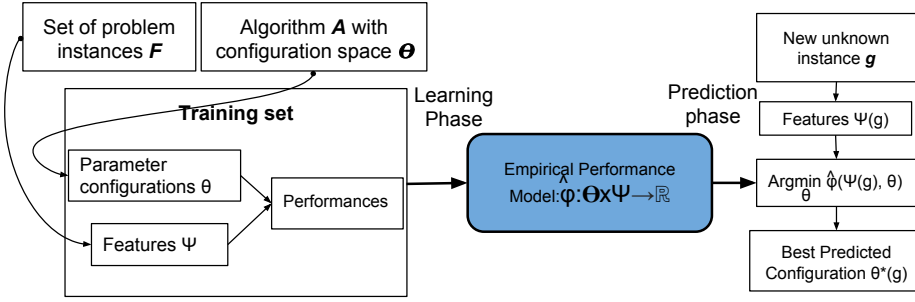 Set of problem
instances F
Algorithm A with
configuration space Θ
Training set
Parameter
configurations θ
Features Ψ
Performances
Learning
Phase
Empirical Performance
Model:φ̂:ΘxΨ→ℝ
Prediction
phase
New unknown
instance g
Features Ψ(g)
Argmin φ̂(Ψ(g), θ)
θ
Best Predicted
Configuration θ*(g)